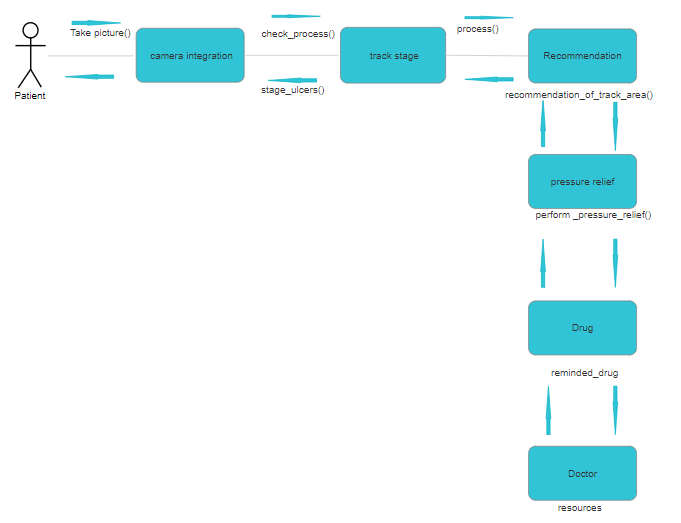 Take picture()
check_process()
process()
camera integration
track stage
Recommendation
stage_ulcers()
Patient
recommendation_of_track_area()
pressure relief
perform _pressure_relief()
Drug
reminded_drug
Doctor
resources